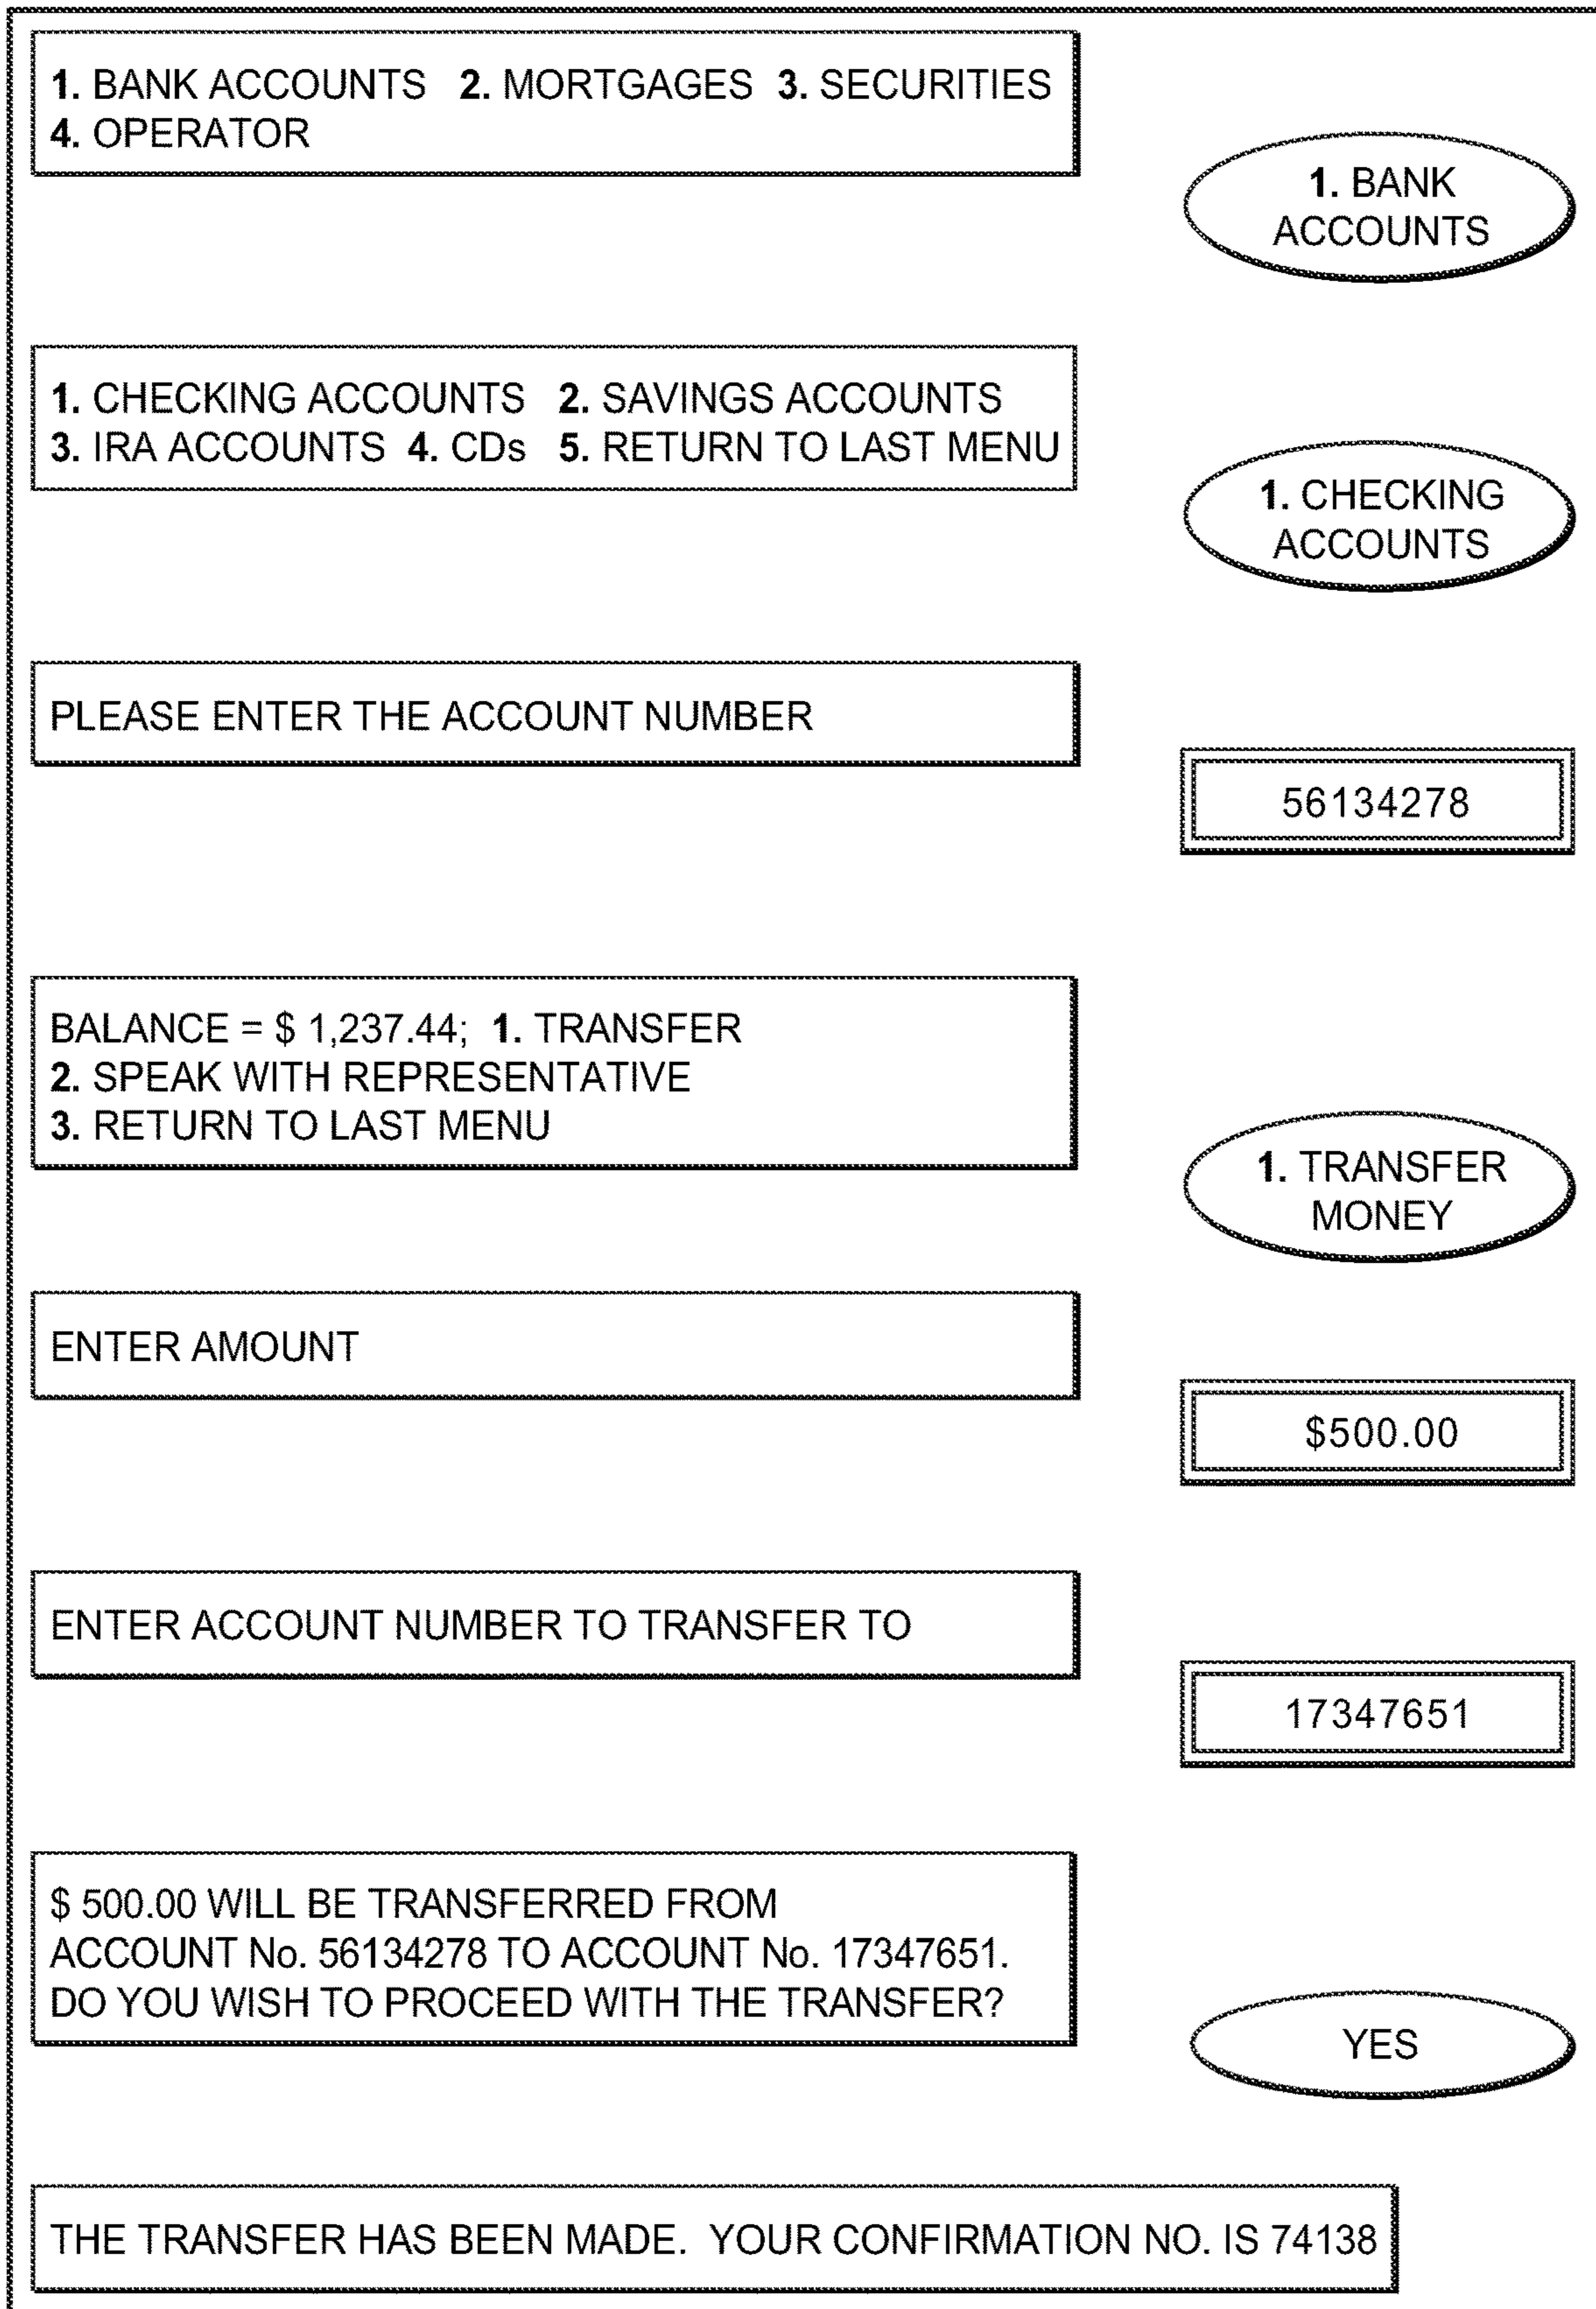 1. BANK ACCOUNTS 2. MORTGAGES 3. SECURITIES
4. OPERATOR
1. BANK
ACCOUNTS
1. CHECKING ACCOUNTS 2. SAVINGS ACCOUNTS
3. IRA ACCOUNTS 4. CDs 5. RETURN TO LAST MENU
1. CHECKING
ACCOUNTS
PLEASE ENTER THE ACCOUNT NUMBER
56134278
BALANCE = $ 1,237.44; 1. TRANSFER
2. SPEAK WITH REPRESENTATIVE
3. RETURN TO LAST MENU
1. TRANSFER
MONEY
ENTER AMOUNT
$500.00
ENTER ACCOUNT NUMBER TO TRANSFER TO
17347651
$ 500.00 WILL BE TRANSFERRED FROM
ACCOUNT No. 56134278 TO ACCOUNT No. 17347651.
DO YOU WISH TO PROCEED WITH THE TRANSFER?
YES
THE TRANSFER HAS BEEN MADE. YOUR CONFIRMATION NO. IS 74138